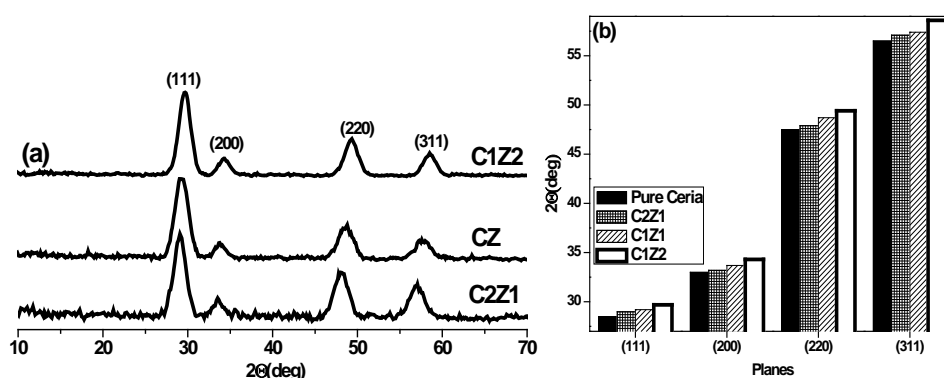 (a)
(111)
(200)
(220)
(311)
C1Z2
CZ
C2Z1
10 20 30 40 50 60 70
2Θ(deg)
(b)
2Θ(deg)
55
50
45
40
35
30
Pure Ceria
C2Z1
C1Z1
C1Z2
(111) (200) (220) (311)
Planes